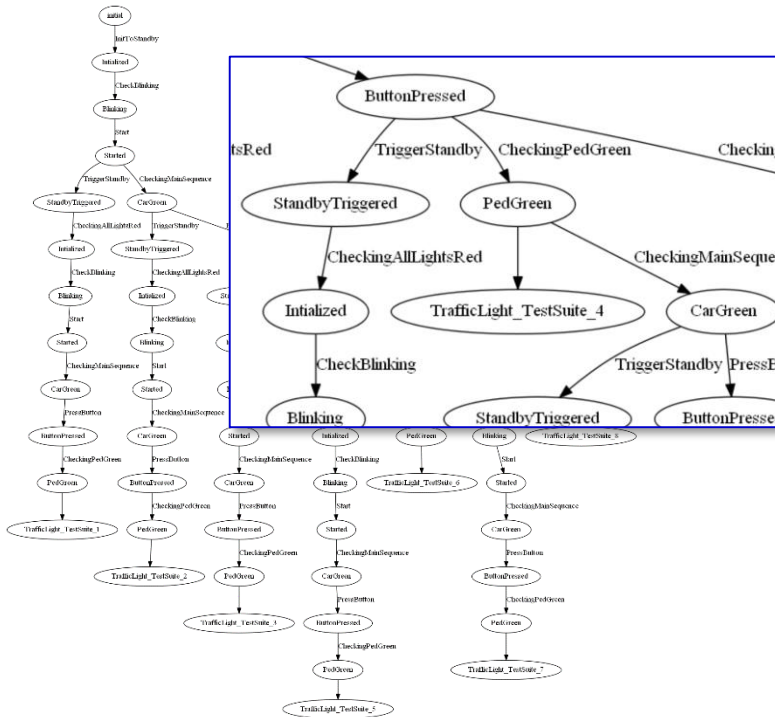 initial
InitToStandby
Intialized
CheckBlinking
Blinking
Start
Started
TriggerStandby CheckingMainSequence
StandbyTriggered CarGreen
CheckingAllLightsRed TriggerStandby
Intialized StandbyTriggered
CheckBlinking CheckingAllLightsRed
Blinking Intialized
Start CheckBlinking
Started Blinking
CheckingMainSequence Start
CarGreen Started
PressButton CheckingMainSequence
ButtonPressed CarGreen
CheckingPedGreen PressButton
PedGreen ButtonPressed
TrafficLight_TestSuite_1 CheckingPedGreen
PedGreen
TrafficLight_TestSuite_2
ButtonPressed
tsRed TriggerStandby CheckingPedGreen Checking
StandbyTriggered PedGreen
CheckingAllLightsRed CheckingMainSeque
Intialized TrafficLight_TestSuite_4 CarGreen
CheckBlinking TriggerStandby PressB
Blinking StandbyTriggered ButtonPresse
Started Intialized PedGreen Blinking TrafficLight_TestSuite_8
CheckingMainSequence CheckBlinking Start
CarGreen Blinking TrafficLight_TestSuite_6 Started
PressButton Start CheckingMainSequence
ButtonPressed Started CarGreen
CheckingPedGreen CheckingMainSequence PressButton
PedGreen CarGreen ButtonPressed
TrafficLight_TestSuite_3 PressButton CheckingPedGreen
ButtonPressed PedGreen
CheckingPedGreen TrafficLight_TestSuite_7
PedGreen
TrafficLight_TestSuite_5